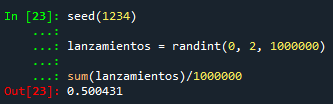 In [23]: seed(1234)
...:
...: lanzamientos = randint(0, 2, 1000000)
...:
...: sum(lanzamientos)/1000000
Out[23]: 0.500431